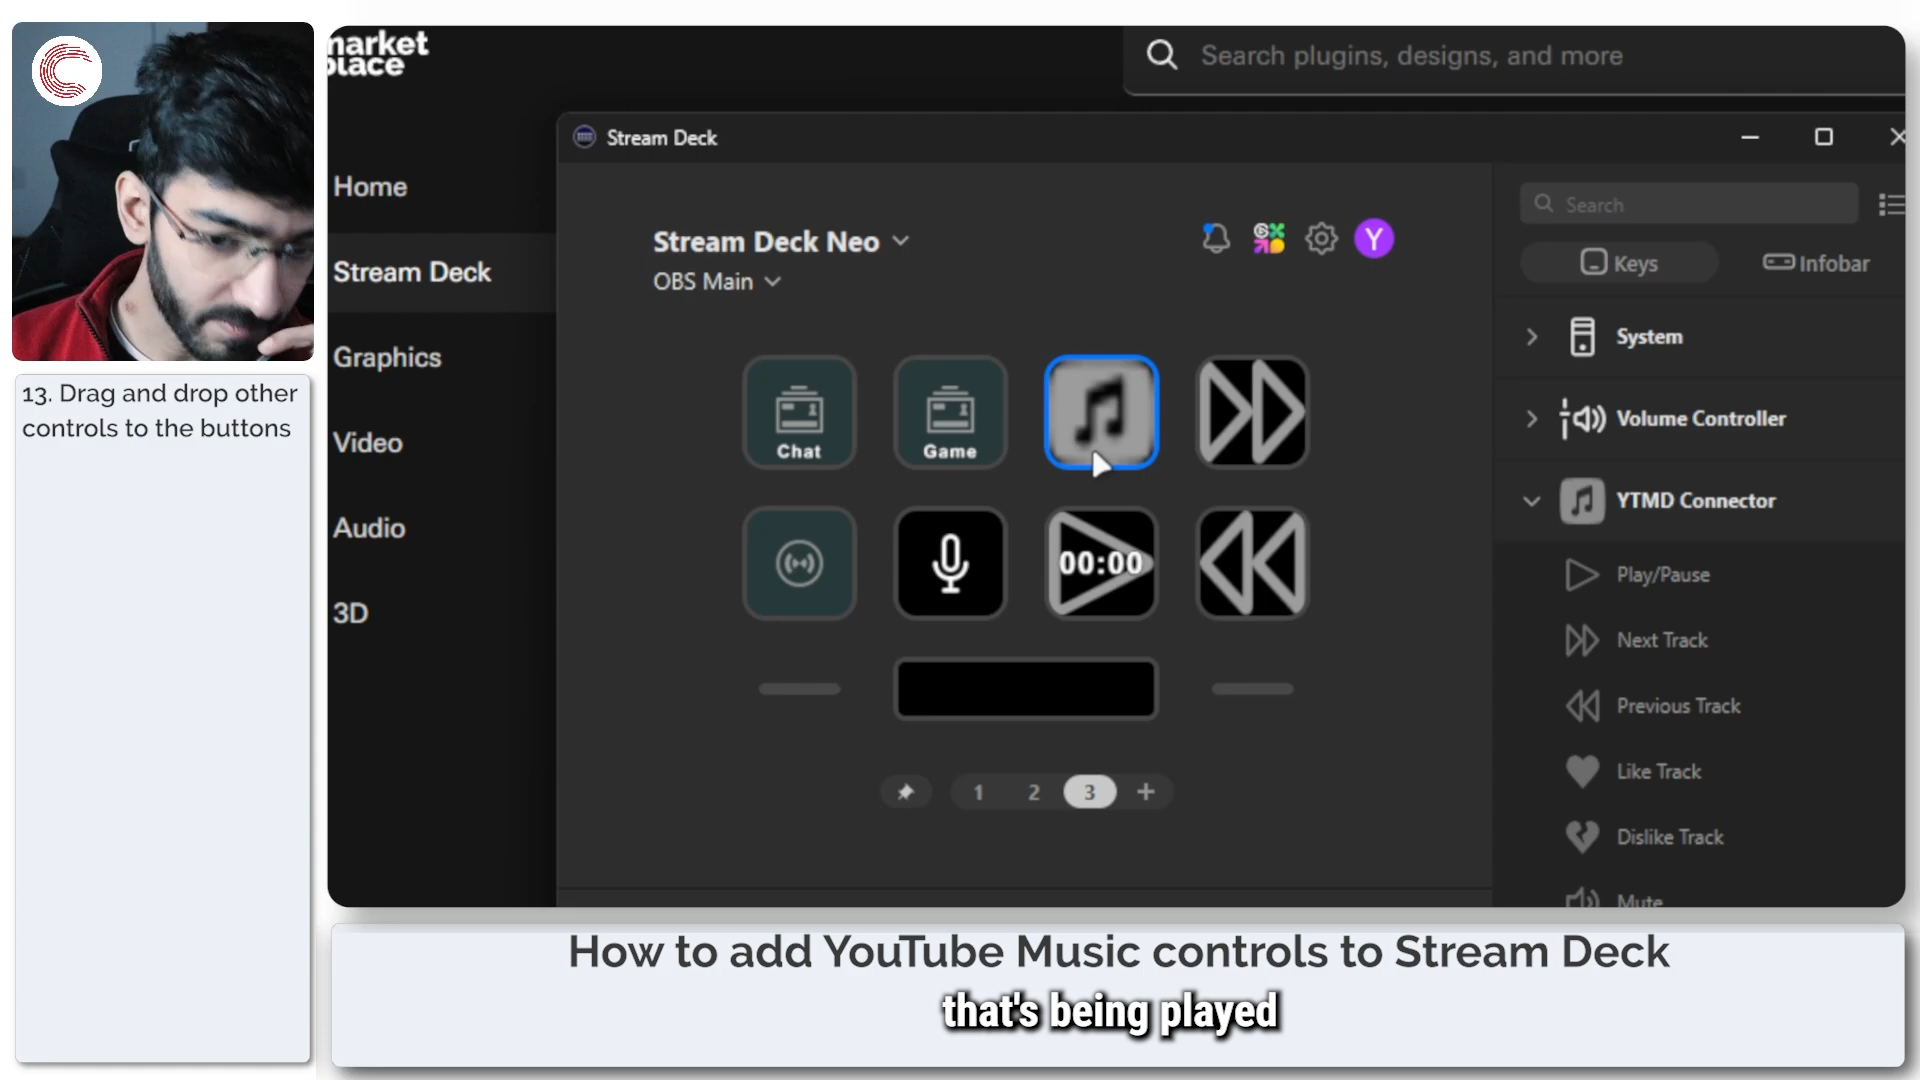 market
place
Search plugins, designs, and more
Stream Deck
Home
Stream Deck
Graphics
Video
Audio
3D
Stream Deck Neo
OBS Main
Y
Search
Keys
Infobar
System
Volume Controller
YTMD Connector
Play/Pause
Next Track
Previous Track
Like Track
Dislike Track
Mute
Chat
Game
00:00
1
2
3
+
13. Drag and drop other
controls to the buttons
How to add YouTube Music controls to Stream Deck
that's being played